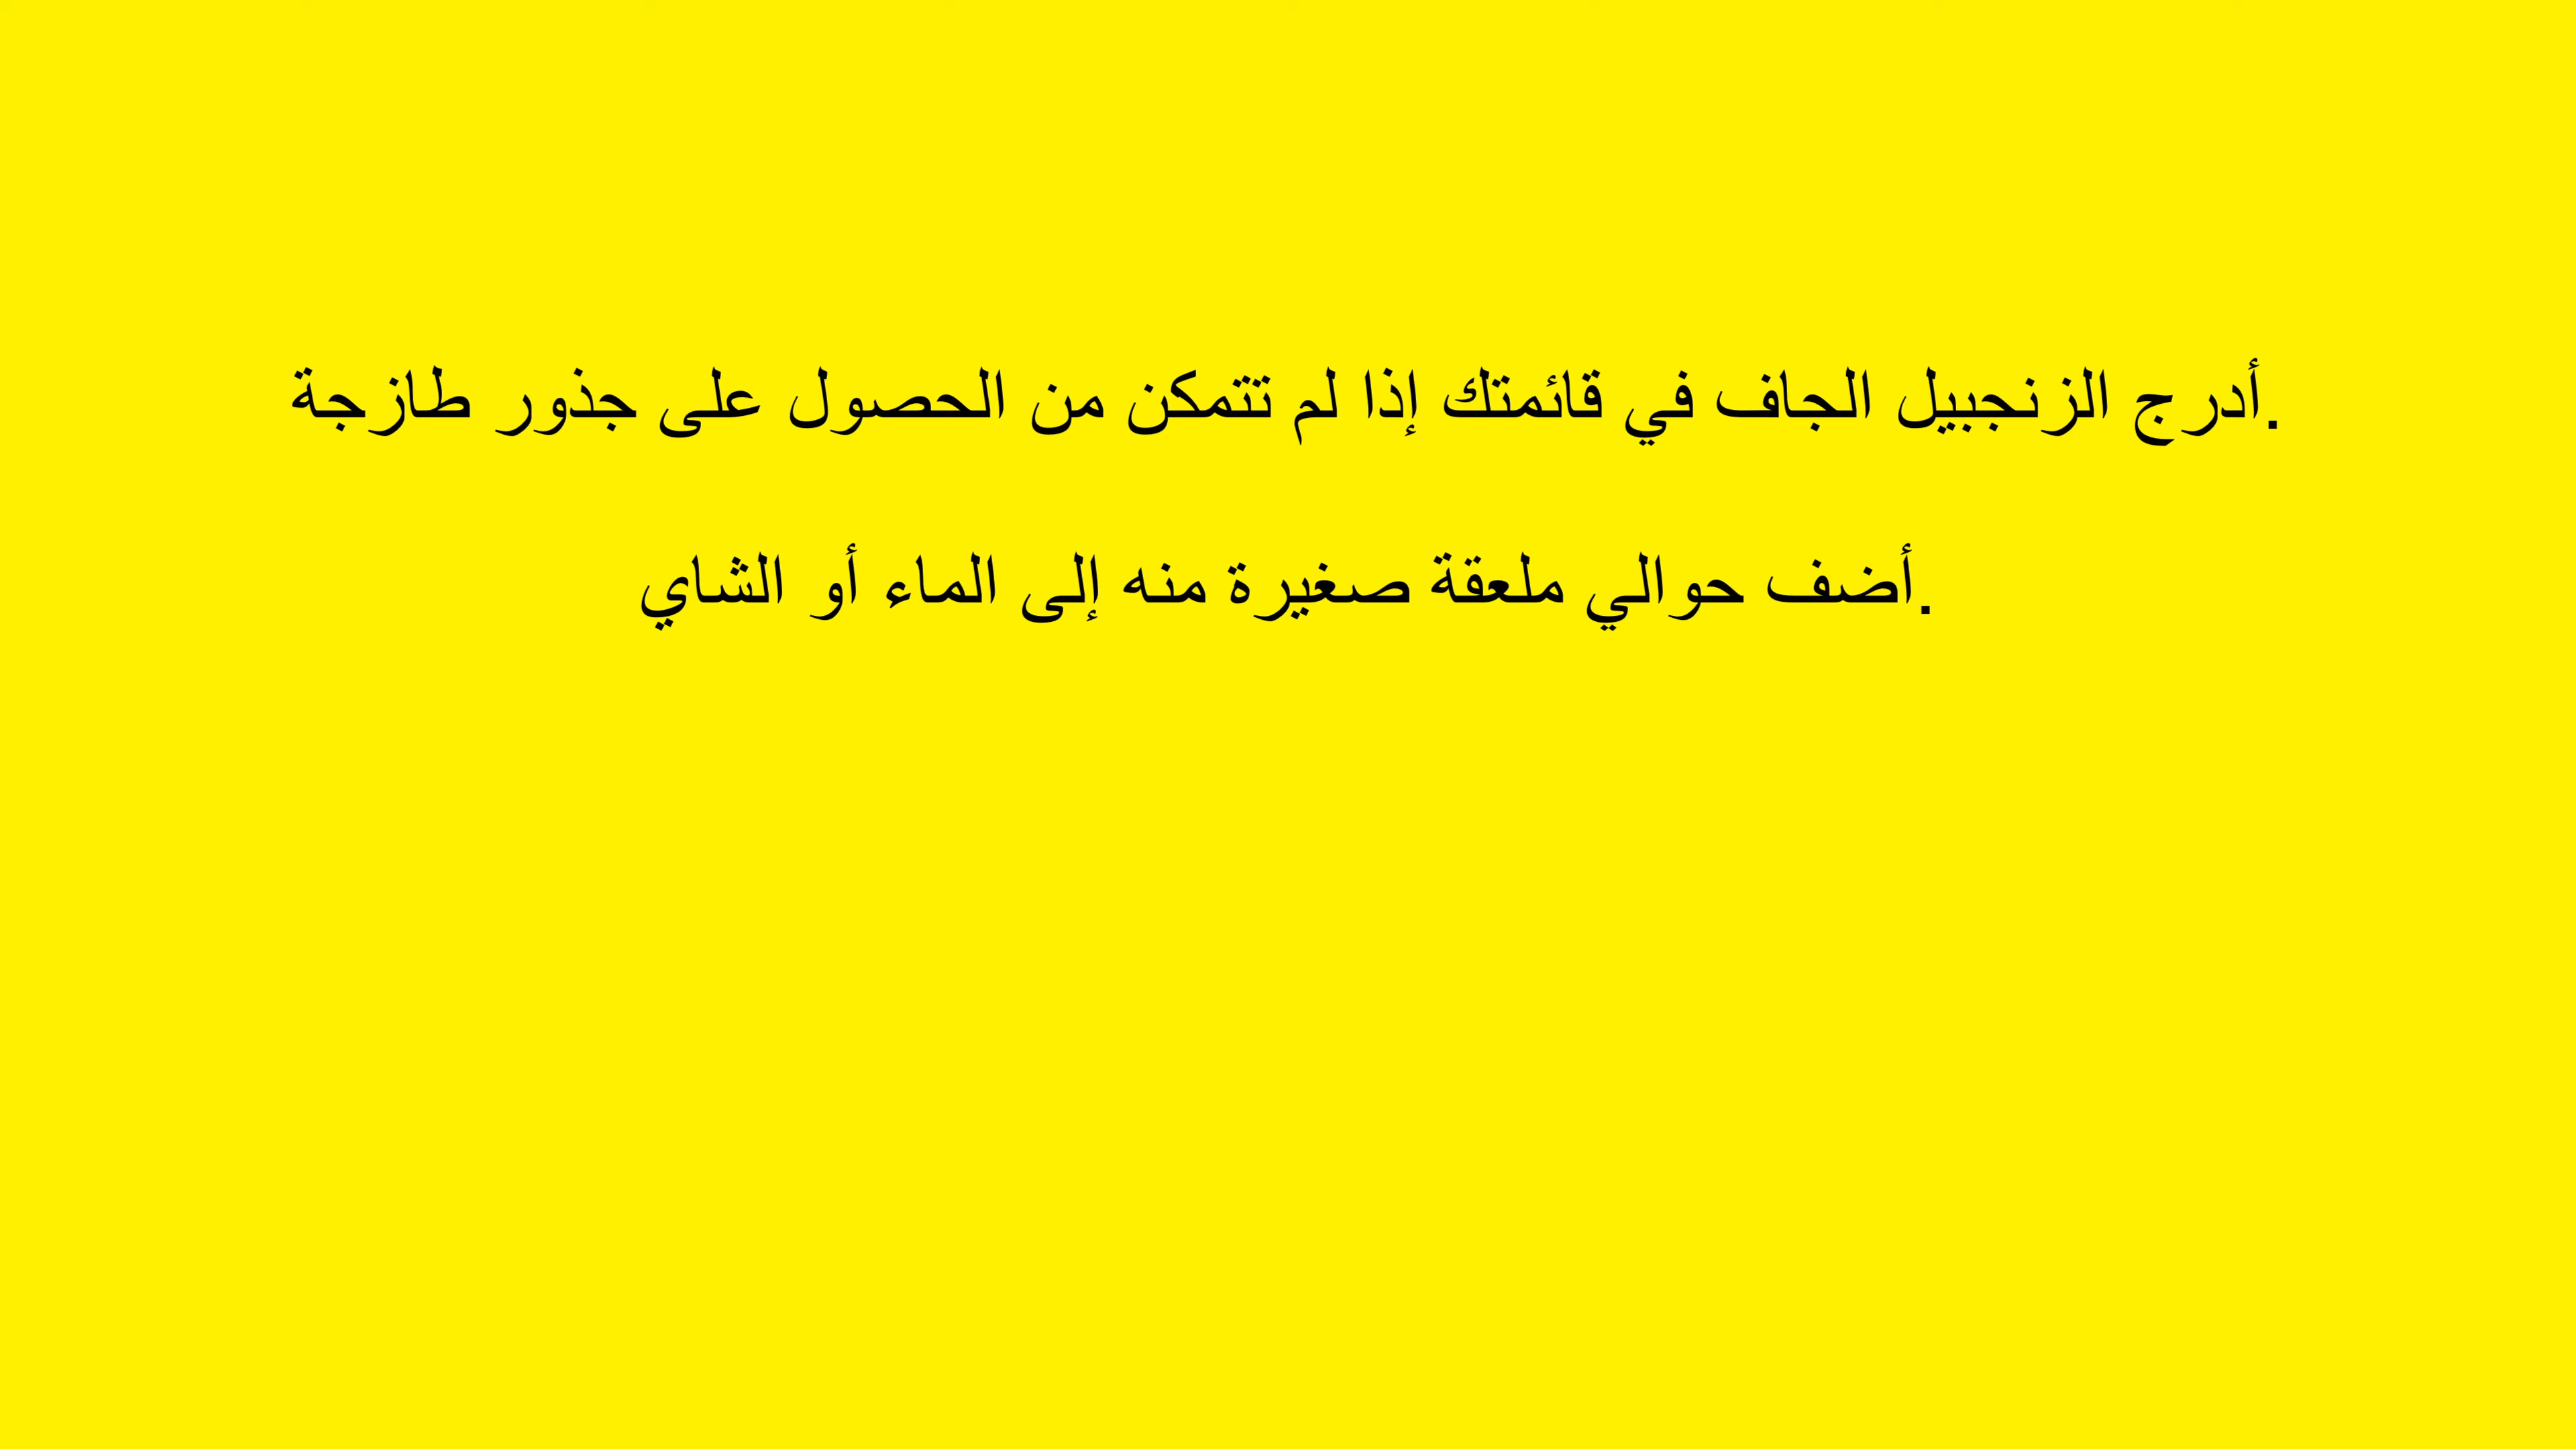 أدرج الزنجبيل الجاف في قائمتك إذا لم تتمكن من الحصول على جذور طازجة.
أضف حوالي ملعقة صغيرة منه إلى الماء أو الشاي.